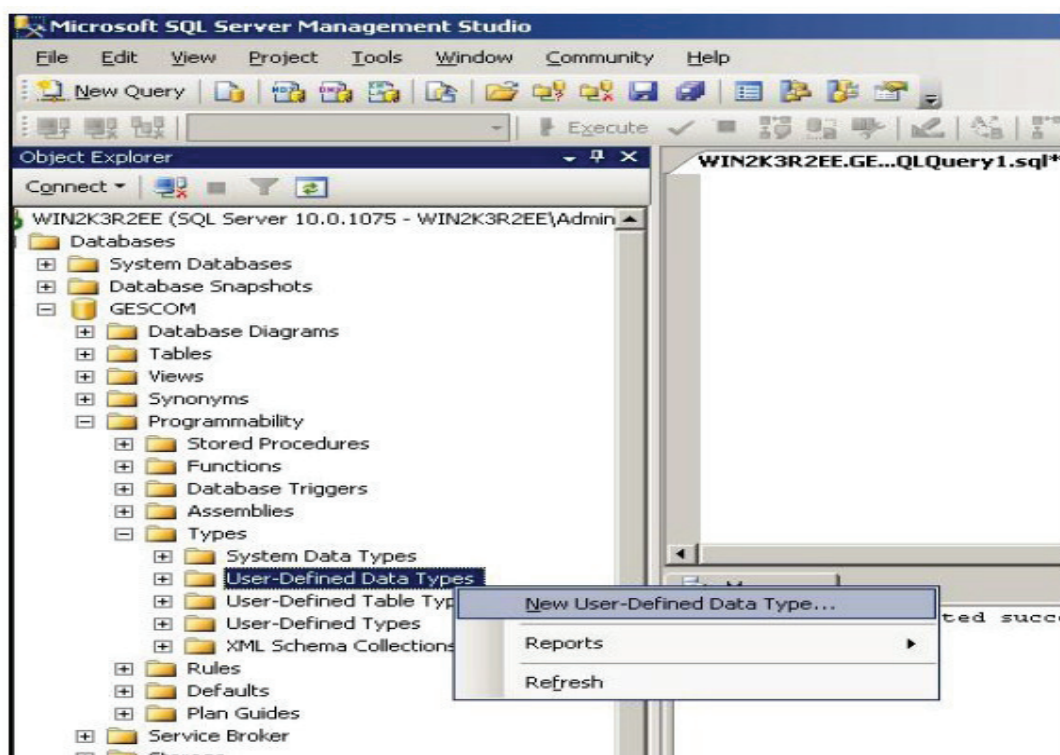 Microsoft SQL Server Management Studio
File Edit View Project Tools Window Community Help
New Query
Execute
Object Explorer
WIN2K3R2EE.GE...QLQuery1.sql*
Connect
WIN2K3R2EE (SQL Server 10.0.1075 - WIN2K3R2EE\Admin
Databases
System Databases
Database Snapshots
GESCOM
Database Diagrams
Tables
Views
Synonyms
Programmability
Stored Procedures
Functions
Database Triggers
Assemblies
Types
System Data Types
User-Defined Data Types
User-Defined Table Typ
User-Defined Types
XML Schema Collections
Rules
Defaults
Plan Guides
Service Broker
New User-Defined Data Type...
Reports
Refresh
ted succe